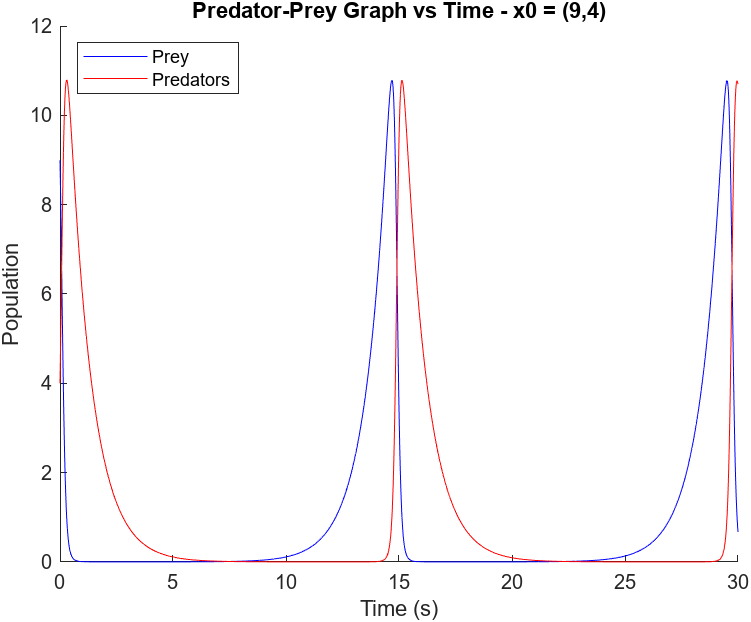 Predator-Prey Graph vs Time - x0 = (9,4)
Prey
Predators
Population
12
10
8
6
4
2
0
0 5 10 15 20 25 30
Time (s)